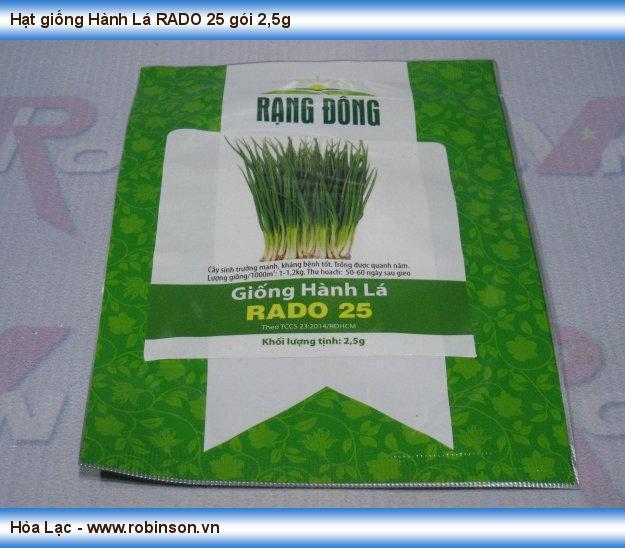 Hạt giống Hành Lá RADO 25 gói 2,5g
RẠNG ĐÔNG
Cây sinh trưởng mạnh, kháng bệnh tốt. Trồng được quanh năm.
Lượng giống/1000m²: 1-1,2kg. Thu hoạch: 50-60 ngày sau gieo
Giống Hành Lá
RADO 25
Theo TCCS 23:2014/RĐHCM
Khối lượng tịnh: 2,5g
Hòa Lạc - www.robinson.vn